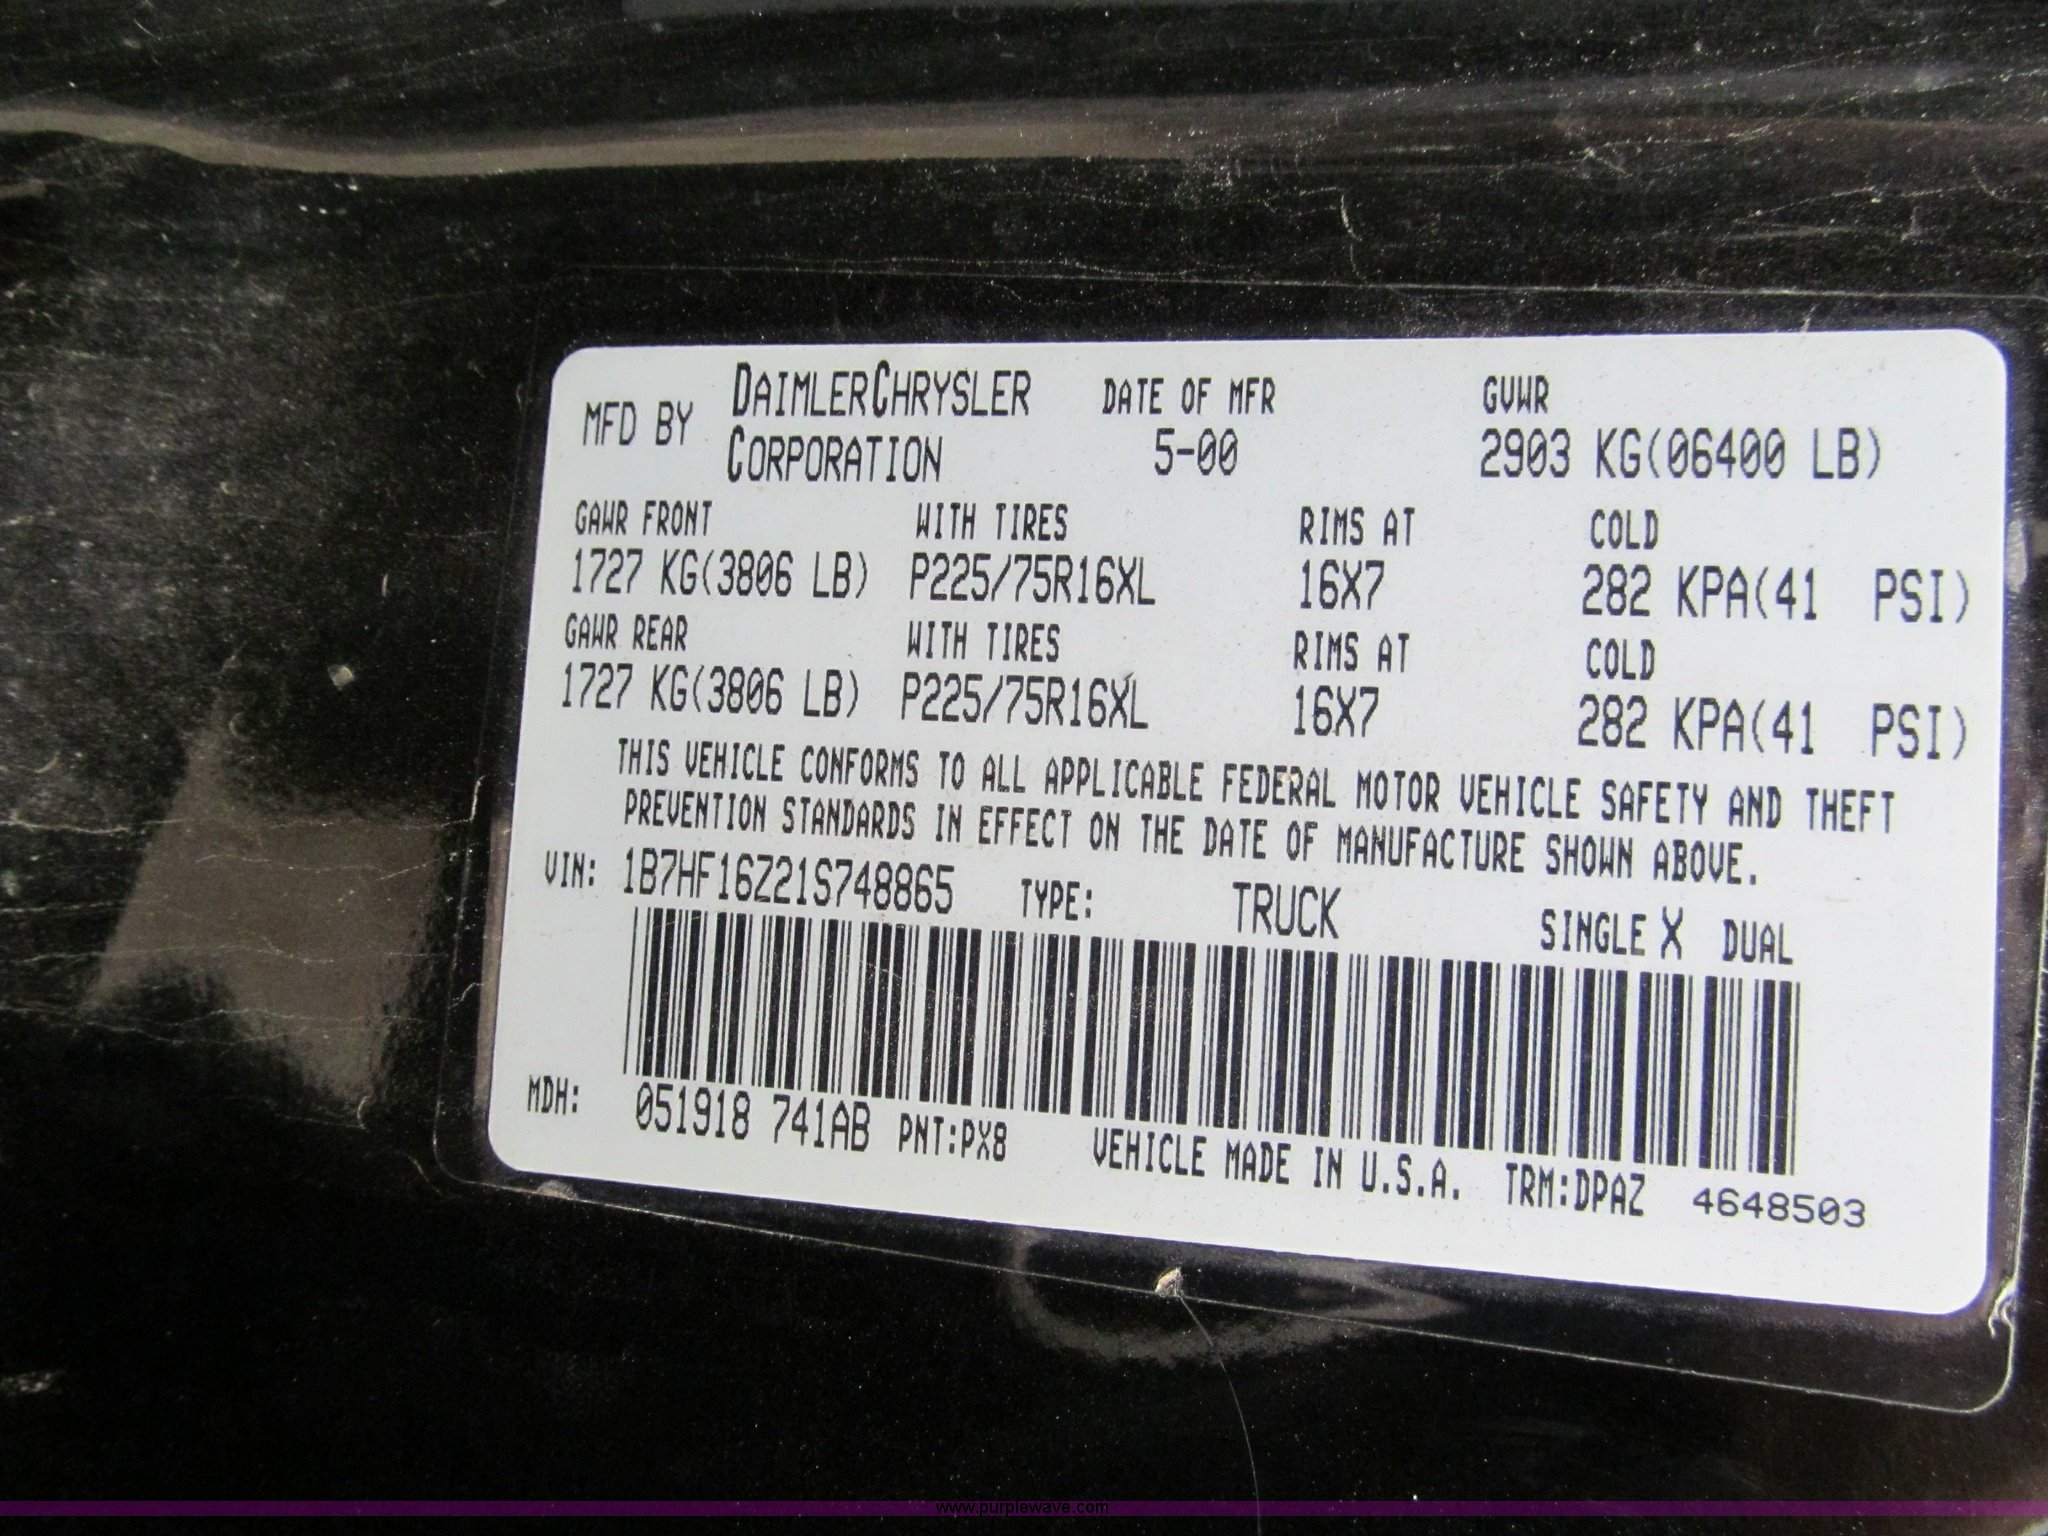 MFD BY DAIMLERCHRYSLER CORPORATION DATE OF MFR 5-00 GVWR 2903 KG(06400 LB)
GAWR FRONT WITH TIRES RIMS AT COLD
1727 KG(3806 LB) P225/75R16XL 16X7 282 KPA(41 PSI)
GAWR REAR WITH TIRES RIMS AT COLD
1727 KG(3806 LB) P225/75R16XL 16X7 282 KPA(41 PSI)
THIS VEHICLE CONFORMS TO ALL APPLICABLE FEDERAL MOTOR VEHICLE SAFETY AND THEFT
PREVENTION STANDARDS IN EFFECT ON THE DATE OF MANUFACTURE SHOWN ABOVE.
VIN: 1B7HF16Z21S748865 TYPE: TRUCK SINGLE X DUAL
MDH: 051918 741AB PNT:PX8 VEHICLE MADE IN U.S.A. TRM:DPAZ 4648503
www.purplewave.com